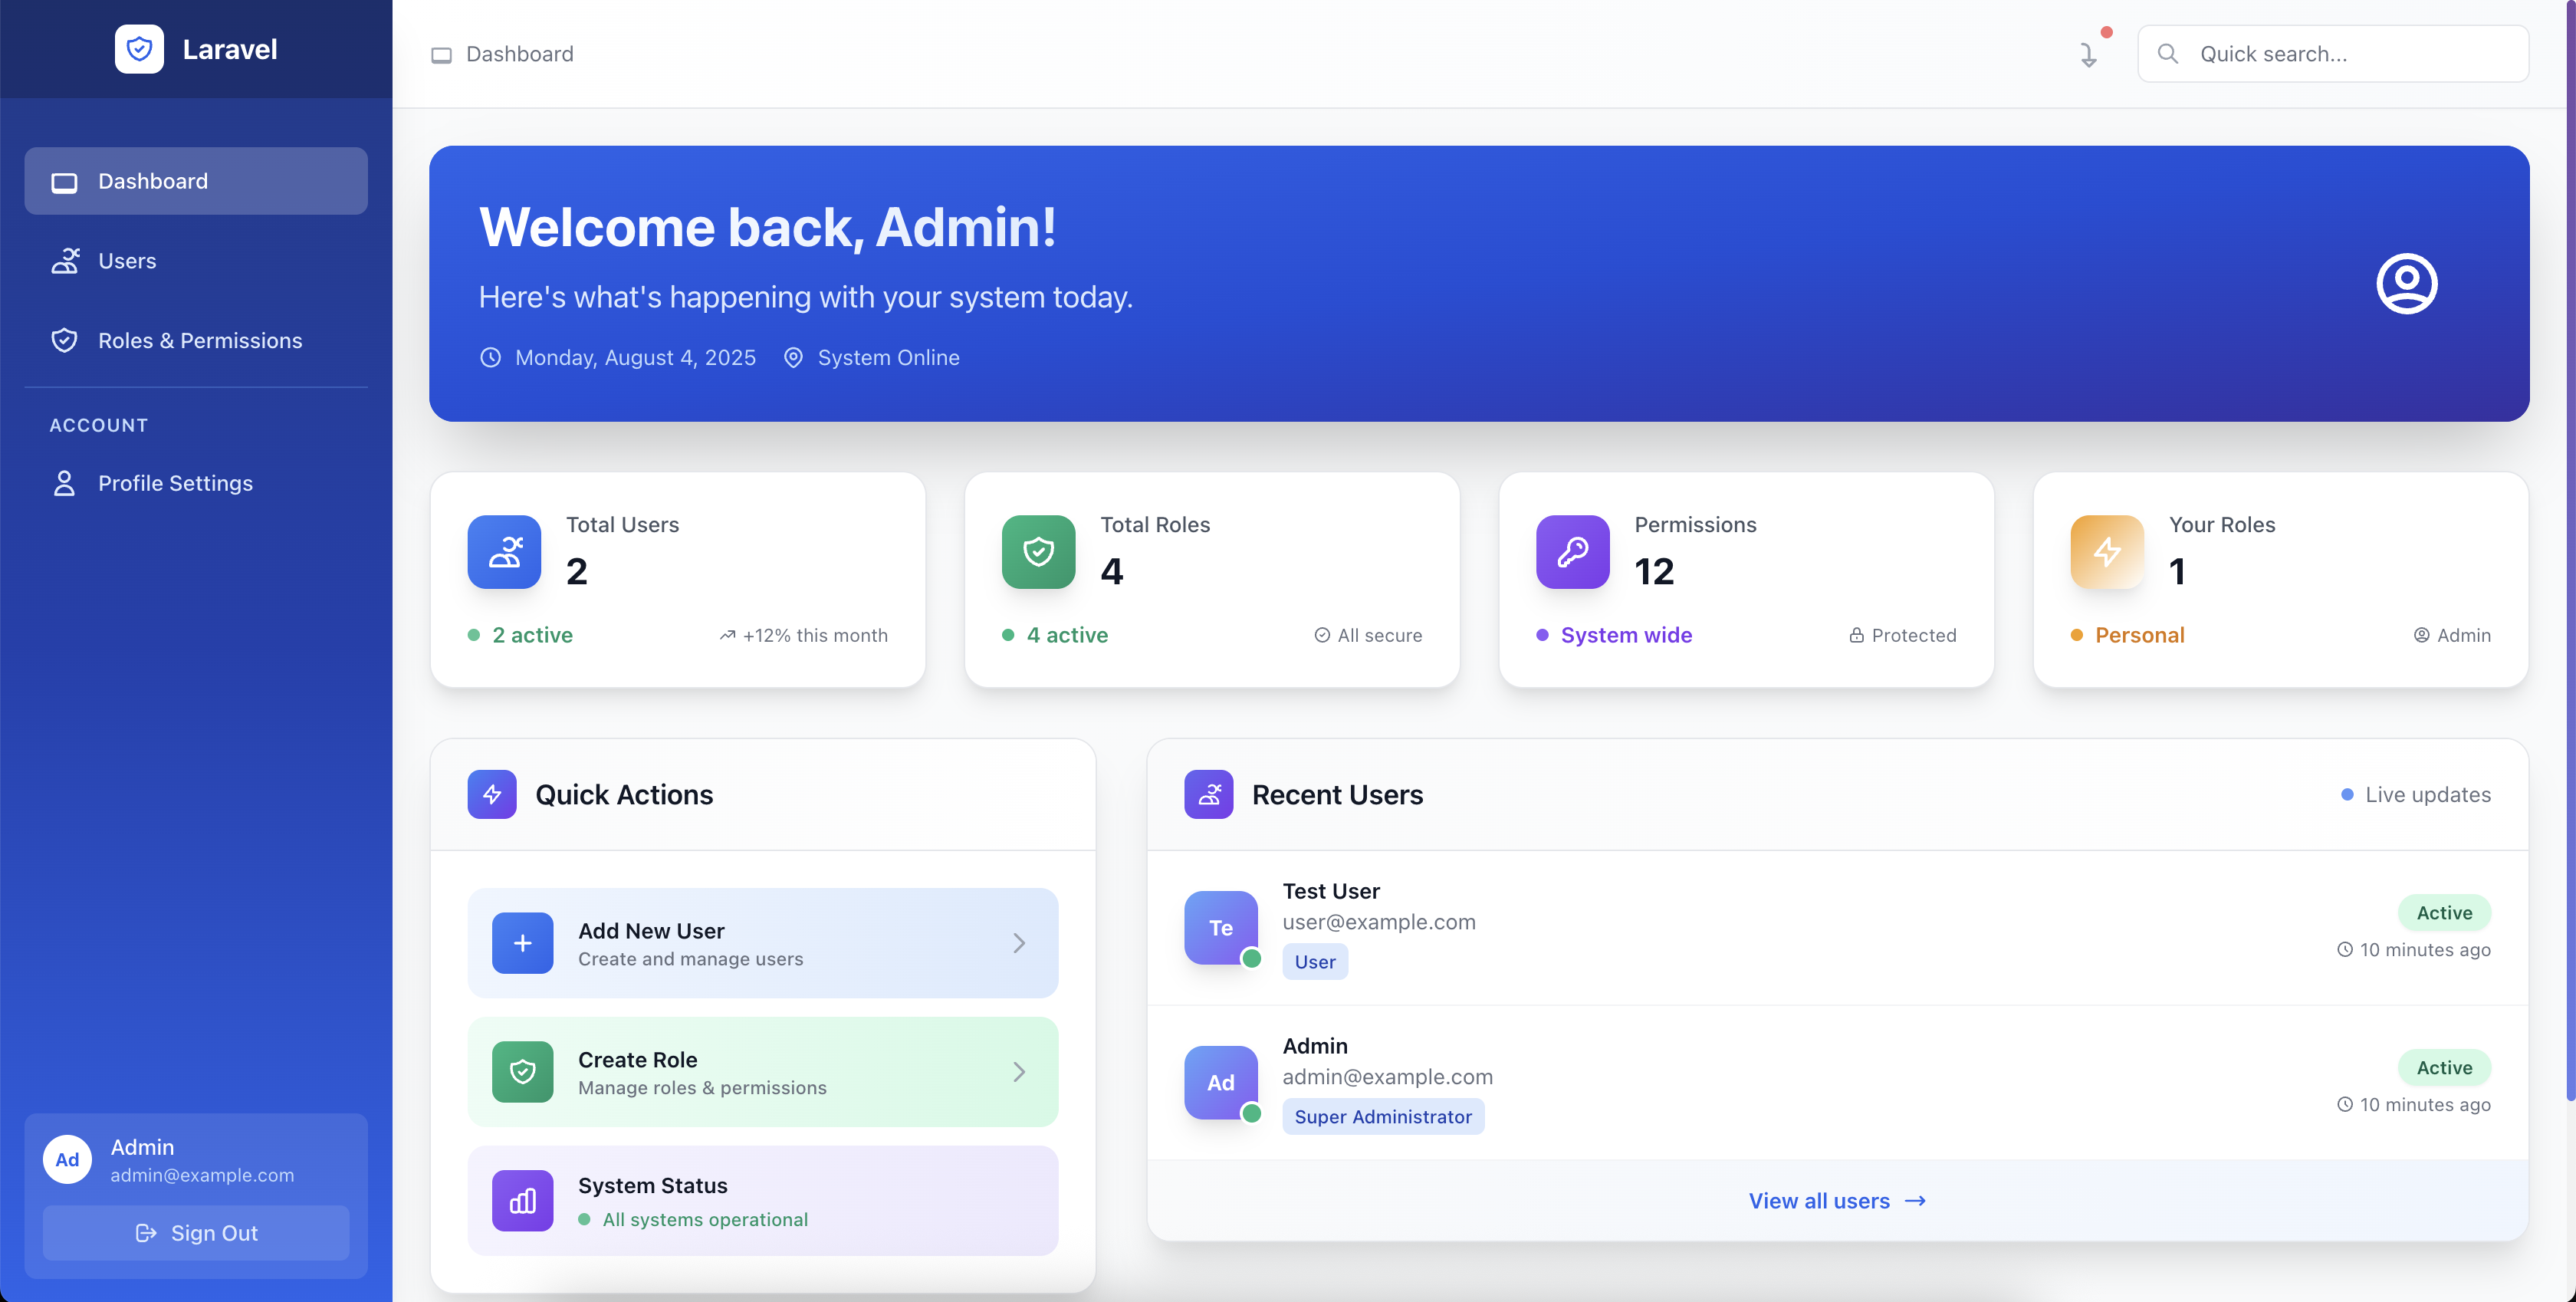 Laravel
Dashboard
Users
Roles & Permissions
ACCOUNT
Profile Settings
Ad
Admin
admin@example.com
Sign Out
Dashboard
Quick search...
Welcome back, Admin!
Here's what's happening with your system today.
Monday, August 4, 2025 System Online
Total Users
2
2 active +12% this month
Total Roles
4
4 active All secure
Permissions
12
System wide Protected
Your Roles
1
Personal Admin
Quick Actions
Add New User
Create and manage users
Create Role
Manage roles & permissions
System Status
All systems operational
Recent Users Live updates
Te
Test User
user@example.com
User
Active
10 minutes ago
Ad
Admin
admin@example.com
Super Administrator
Active
10 minutes ago
View all users →